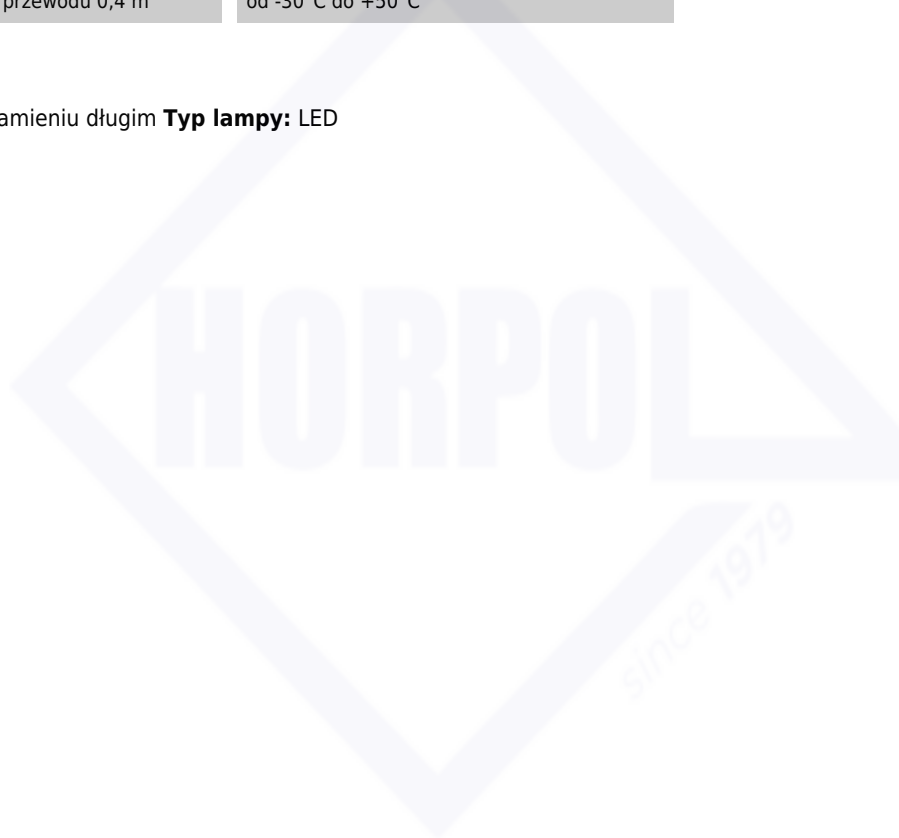 przewodu 0,4 m
od -30°C do +50°C
amieniu długim Typ lampy: LED
HORPOL
since 1979